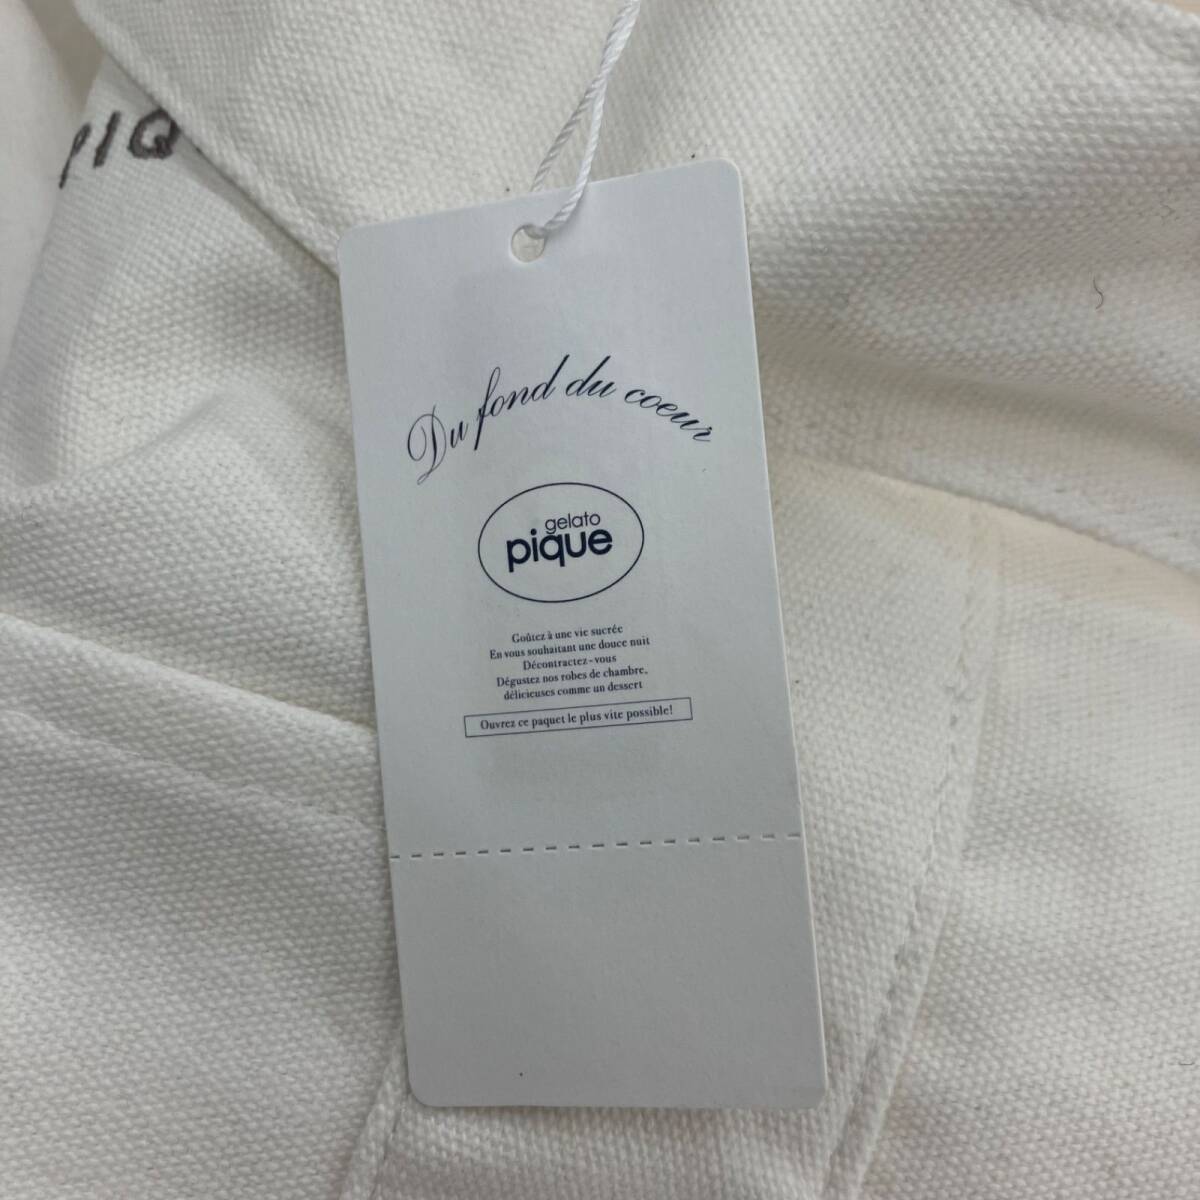 PIQ
Du fond du coeur
gelato
pique
Goûtez à une vie sucrée
En vous souhaitant une douce nuit
Décontractez-vous
Dégustez nos robes de chambre,
délicieuses comme un dessert
Ouvrez ce paquet le plus vite possible!